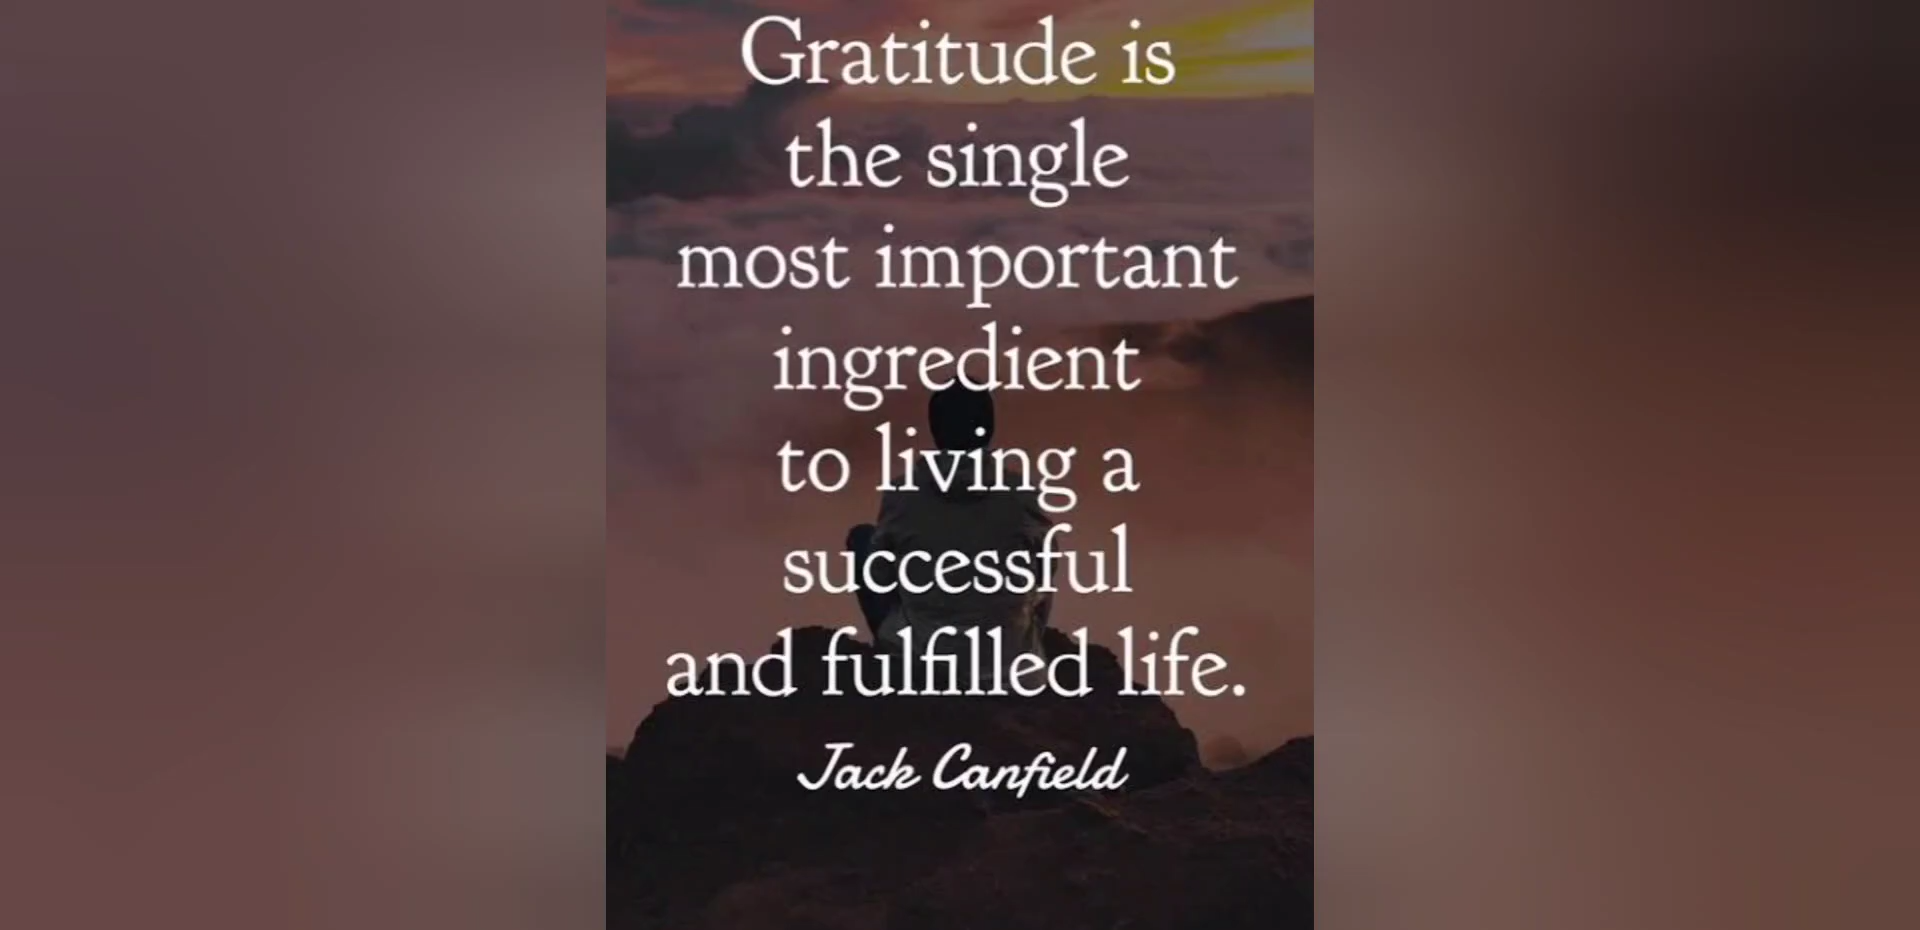 Gratitude is
the single
most important
ingredient
to living a
successful
and fulfilled life.
Jack Canfield